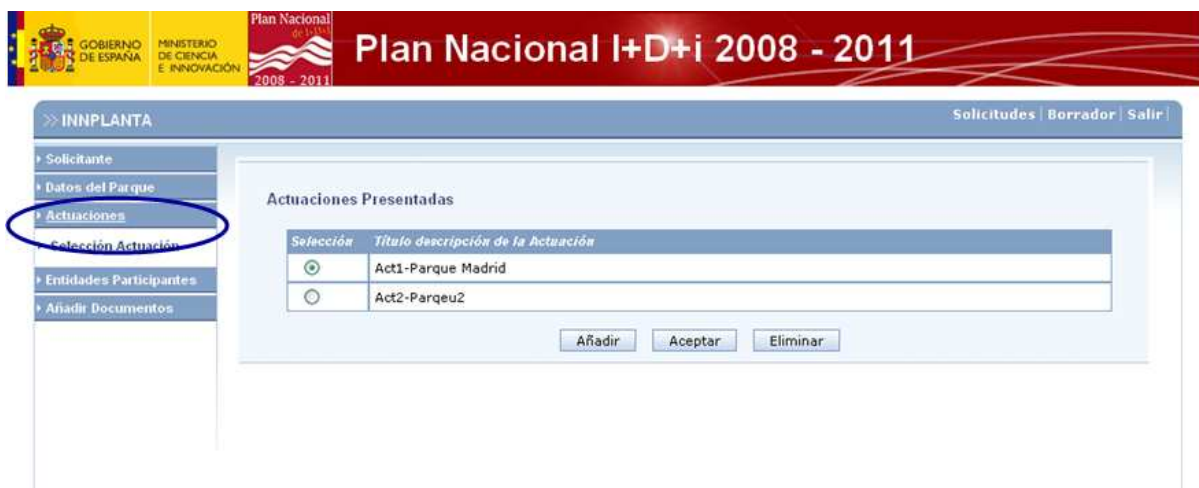 Plan Nacional
de I+D+i
2008 - 2011
GOBIERNO
DE ESPAÑA
MINISTERIO
DE CIENCIA
E INNOVACIÓN
Plan Nacional I+D+i 2008 - 2011
INNPLANTA
Solicitudes | Borrador | Salir |
Solicitante
Datos del Parque
Actuaciones
Selección Actuación
Entidades Participantes
Añadir Documentos
Actuaciones Presentadas
Selección Título descripción de la Actuación
Act1-Parque Madrid
Act2-Parqeu2
Añadir Aceptar Eliminar